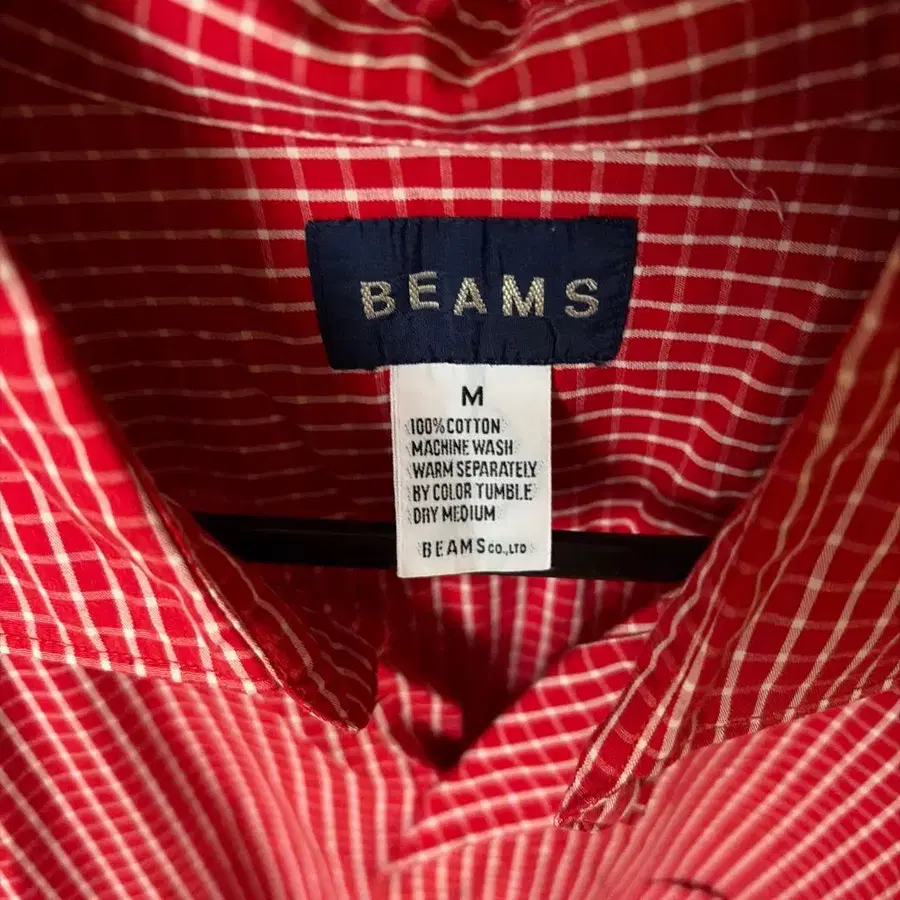 BEAMS
M
100% COTTON
MACHINE WASH
WARM SEPARATELY
BY COLOR TUMBLE
DRY MEDIUM
BEAMS CO.,LTD